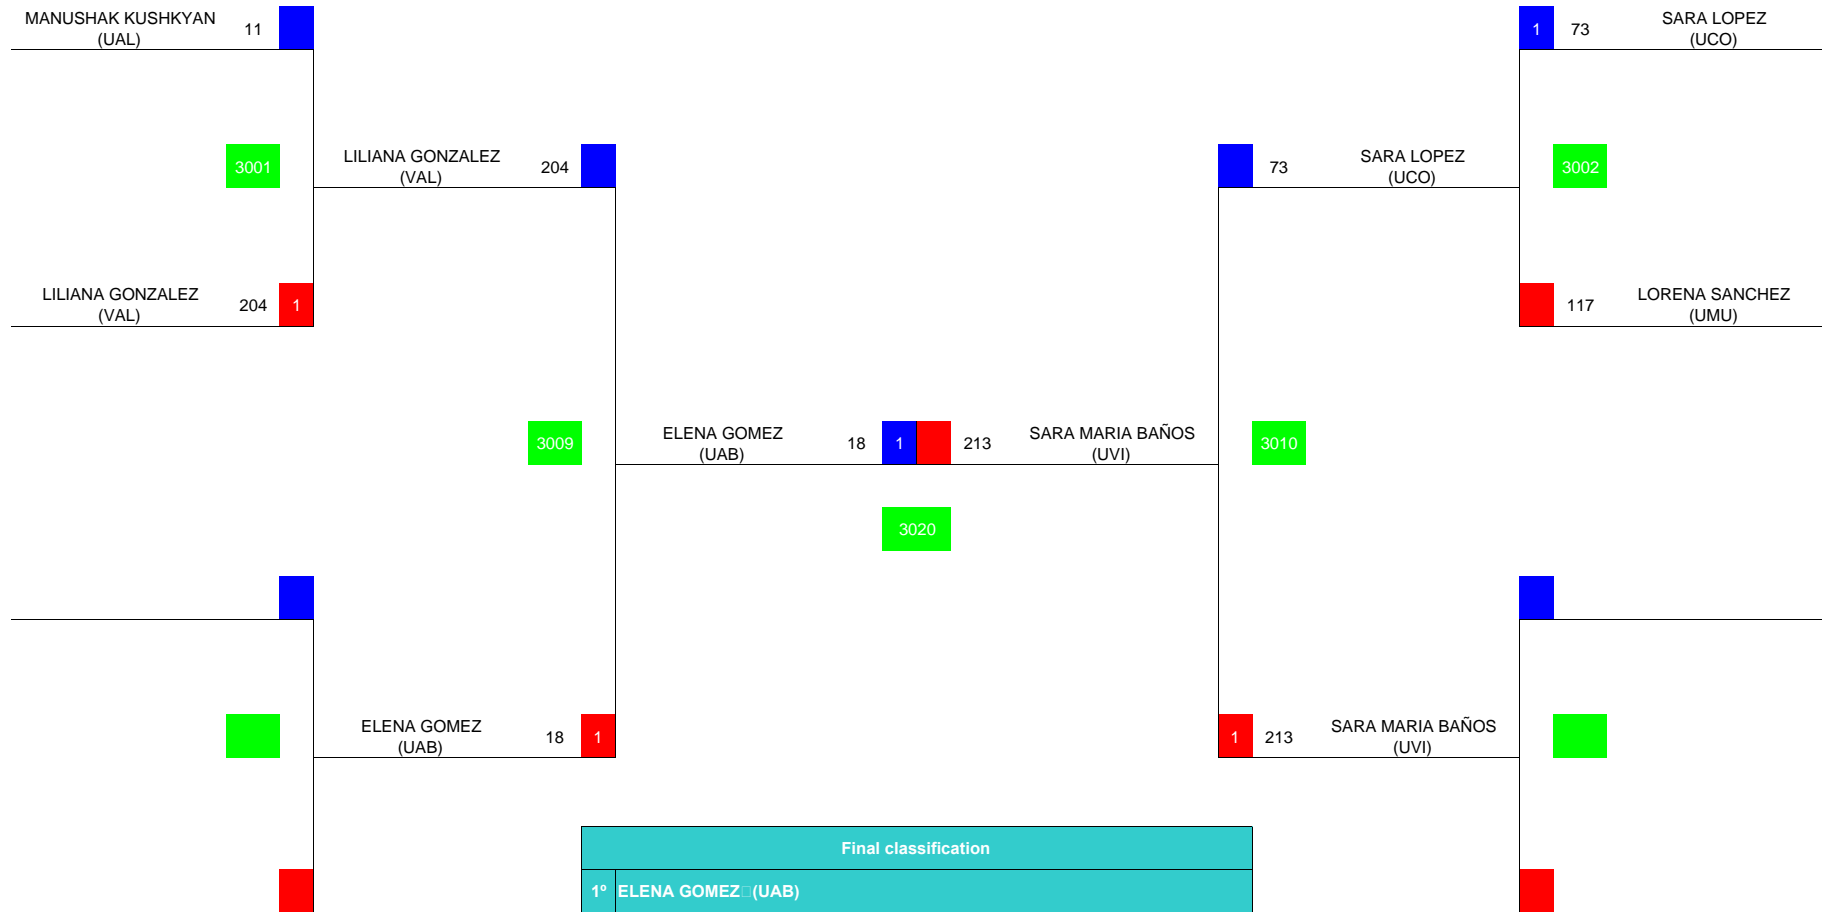 MANUSHAK KUSHKYAN
(UAL)
11
1
73
SARA LOPEZ
(UCO)
3001
LILIANA GONZALEZ
(VAL)
204
73
SARA LOPEZ
(UCO)
3002
LILIANA GONZALEZ
(VAL)
204
1
117
LORENA SANCHEZ
(UMU)
3009
ELENA GOMEZ
(UAB)
18
1
213
SARA MARIA BAÑOS
(UVI)
3010
3020
ELENA GOMEZ
(UAB)
18
1
1
213
SARA MARIA BAÑOS
(UVI)
Final classification
1º ELENA GOMEZ (UAB)